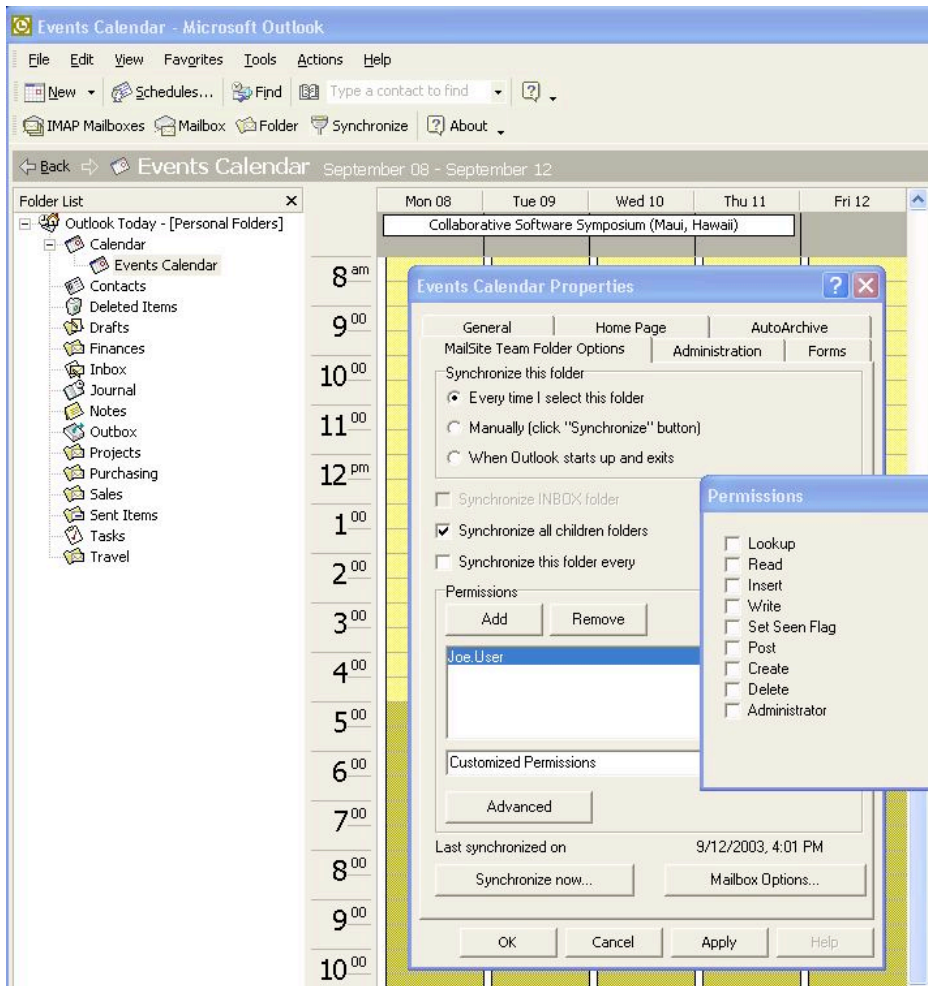 Events Calendar - Microsoft Outlook
File Edit View Favorites Tools Actions Help
New Schedules... Find Type a contact to find
IMAP Mailboxes Mailbox Folder Synchronize About
Back Events Calendar September 08 - September 12
Folder List
Outlook Today - [Personal Folders]
Calendar
Events Calendar
Contacts
Deleted Items
Drafts
Finances
Inbox
Journal
Notes
Outbox
Projects
Purchasing
Sales
Sent Items
Tasks
Travel
Mon 08 Tue 09 Wed 10 Thu 11 Fri 12
Collaborative Software Symposium (Maui, Hawaii)
8 am
9 00
10 00
11 00
12 pm
1 00
2 00
3 00
4 00
5 00
6 00
7 00
8 00
9 00
10 00
Events Calendar Properties
General Home Page AutoArchive
MailSite Team Folder Options Administration Forms
Synchronize this folder
Every time I select this folder
Manually (click "Synchronize" button)
When Outlook starts up and exits
Synchronize INBOX folder
Synchronize all children folders
Synchronize this folder every
Permissions
Add Remove
Joe.User
Customized Permissions
Advanced
Last synchronized on 9/12/2003, 4:01 PM
Synchronize now... Mailbox Options...
OK Cancel Apply Help
Permissions
Lookup
Read
Insert
Write
Set Seen Flag
Post
Create
Delete
Administrator